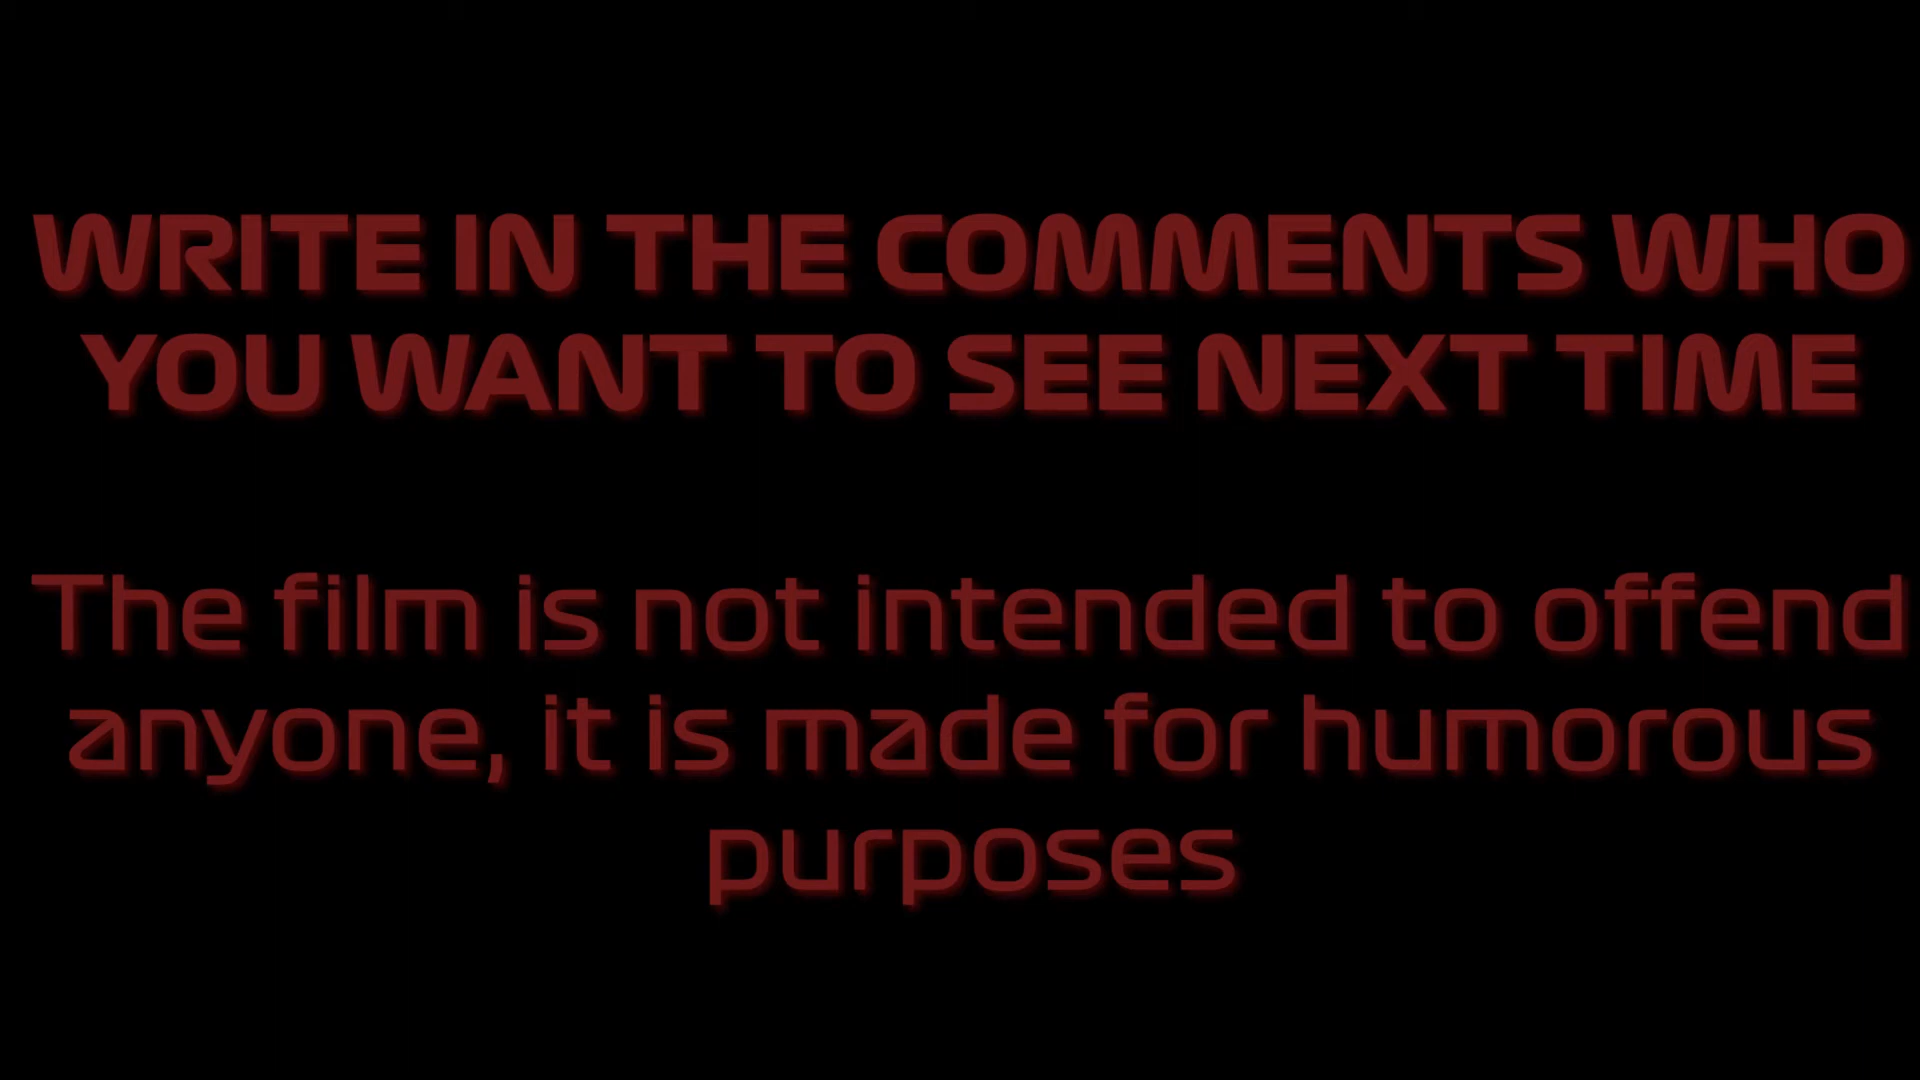 WRITE IN THE COMMENTS WHO
YOU WANT TO SEE NEXT TIME
The film is not intended to offend
anyone, it is made for humorous
purposes